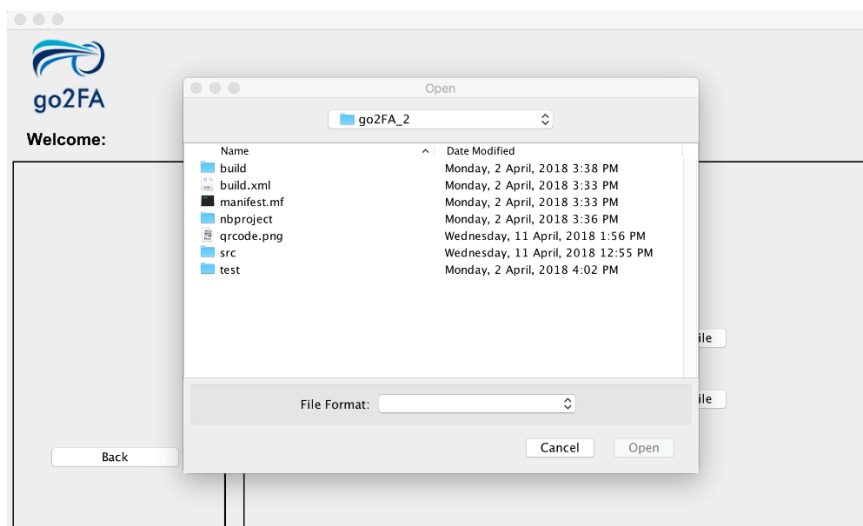 go2FA
Welcome:
Open
go2FA_2
Name Date Modified
build Monday, 2 April, 2018 3:38 PM
build.xml Monday, 2 April, 2018 3:33 PM
manifest.mf Monday, 2 April, 2018 3:33 PM
nbproject Monday, 2 April, 2018 3:36 PM
qrcode.png Wednesday, 11 April, 2018 1:56 PM
src Wednesday, 11 April, 2018 12:55 PM
test Monday, 2 April, 2018 4:02 PM
ile
File Format:
ile
Cancel Open
Back